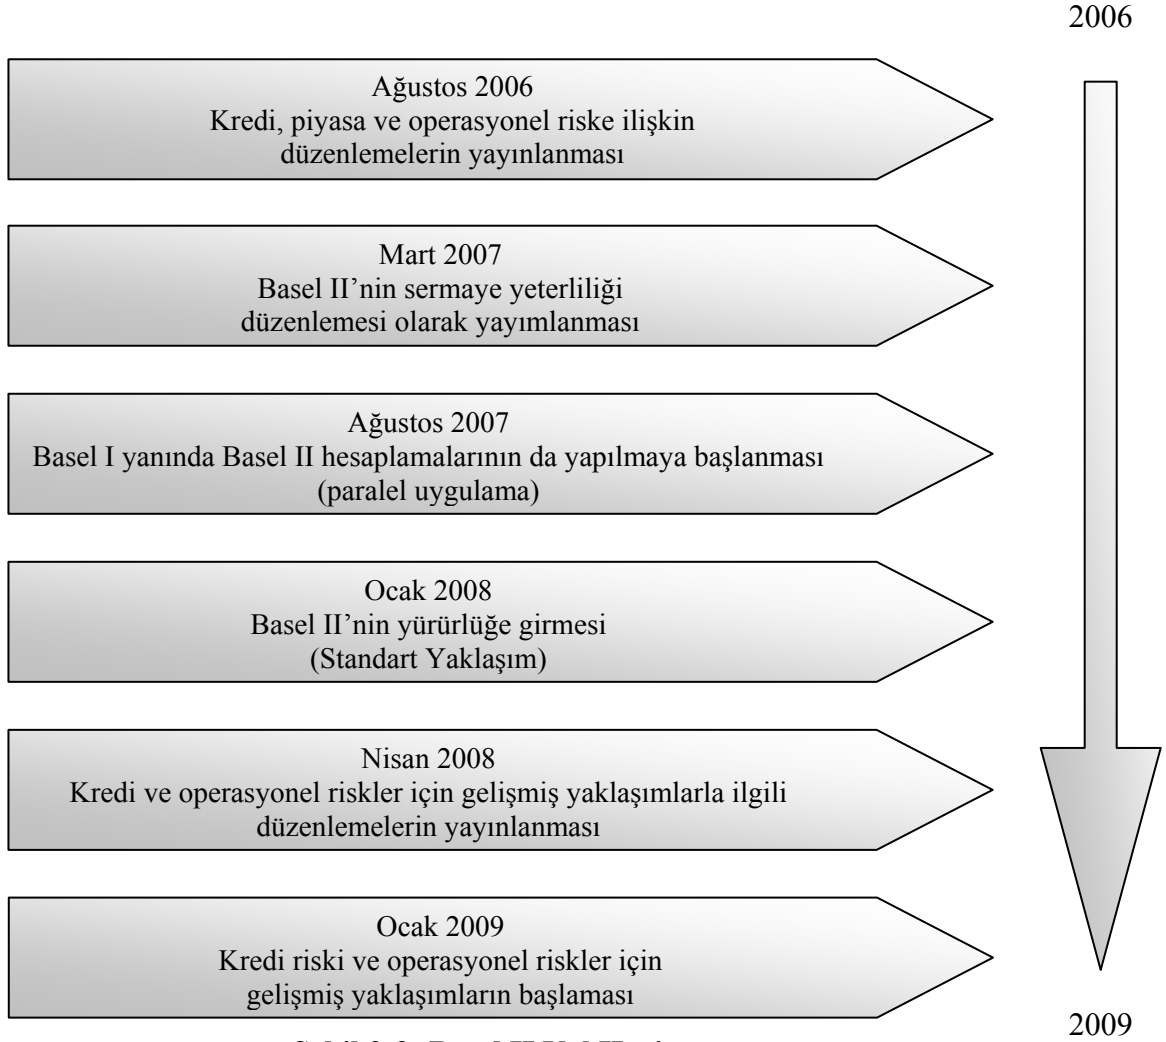 2006
Ağustos 2006
Kredi, piyasa ve operasyonel riske ilişkin
düzenlemelerin yayınlanması
Mart 2007
Basel II’nin sermaye yeterliliği
düzenlemesi olarak yayımlanması
Ağustos 2007
Basel I yanında Basel II hesaplamalarının da yapılmaya başlanması
(paralel uygulama)
Ocak 2008
Basel II’nin yürürlüğe girmesi
(Standart Yaklaşım)
Nisan 2008
Kredi ve operasyonel riskler için gelişmiş yaklaşımlarla ilgili
düzenlemelerin yayınlanması
Ocak 2009
Kredi riski ve operasyonel riskler için
gelişmiş yaklaşımların başlaması
2009